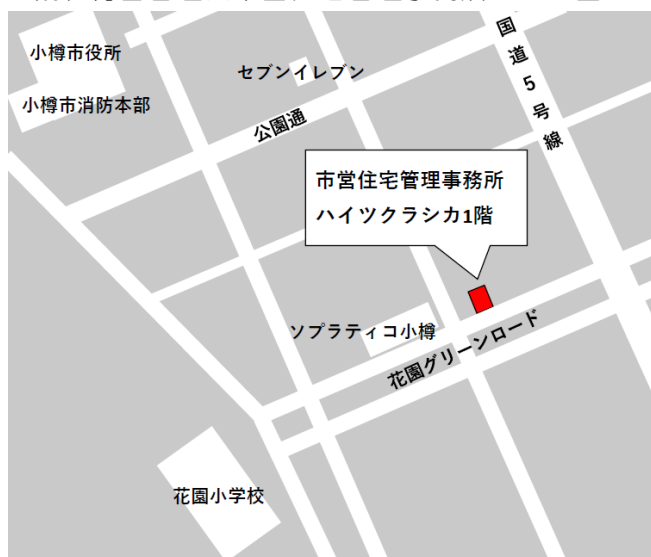 小樽市役所
小樽市消防本部
セブンイレブン
公園通
国道5号線
市営住宅管理事務所
ハイツクラシカ1階
ソプラティコ小樽
花園グリーンロード
花園小学校